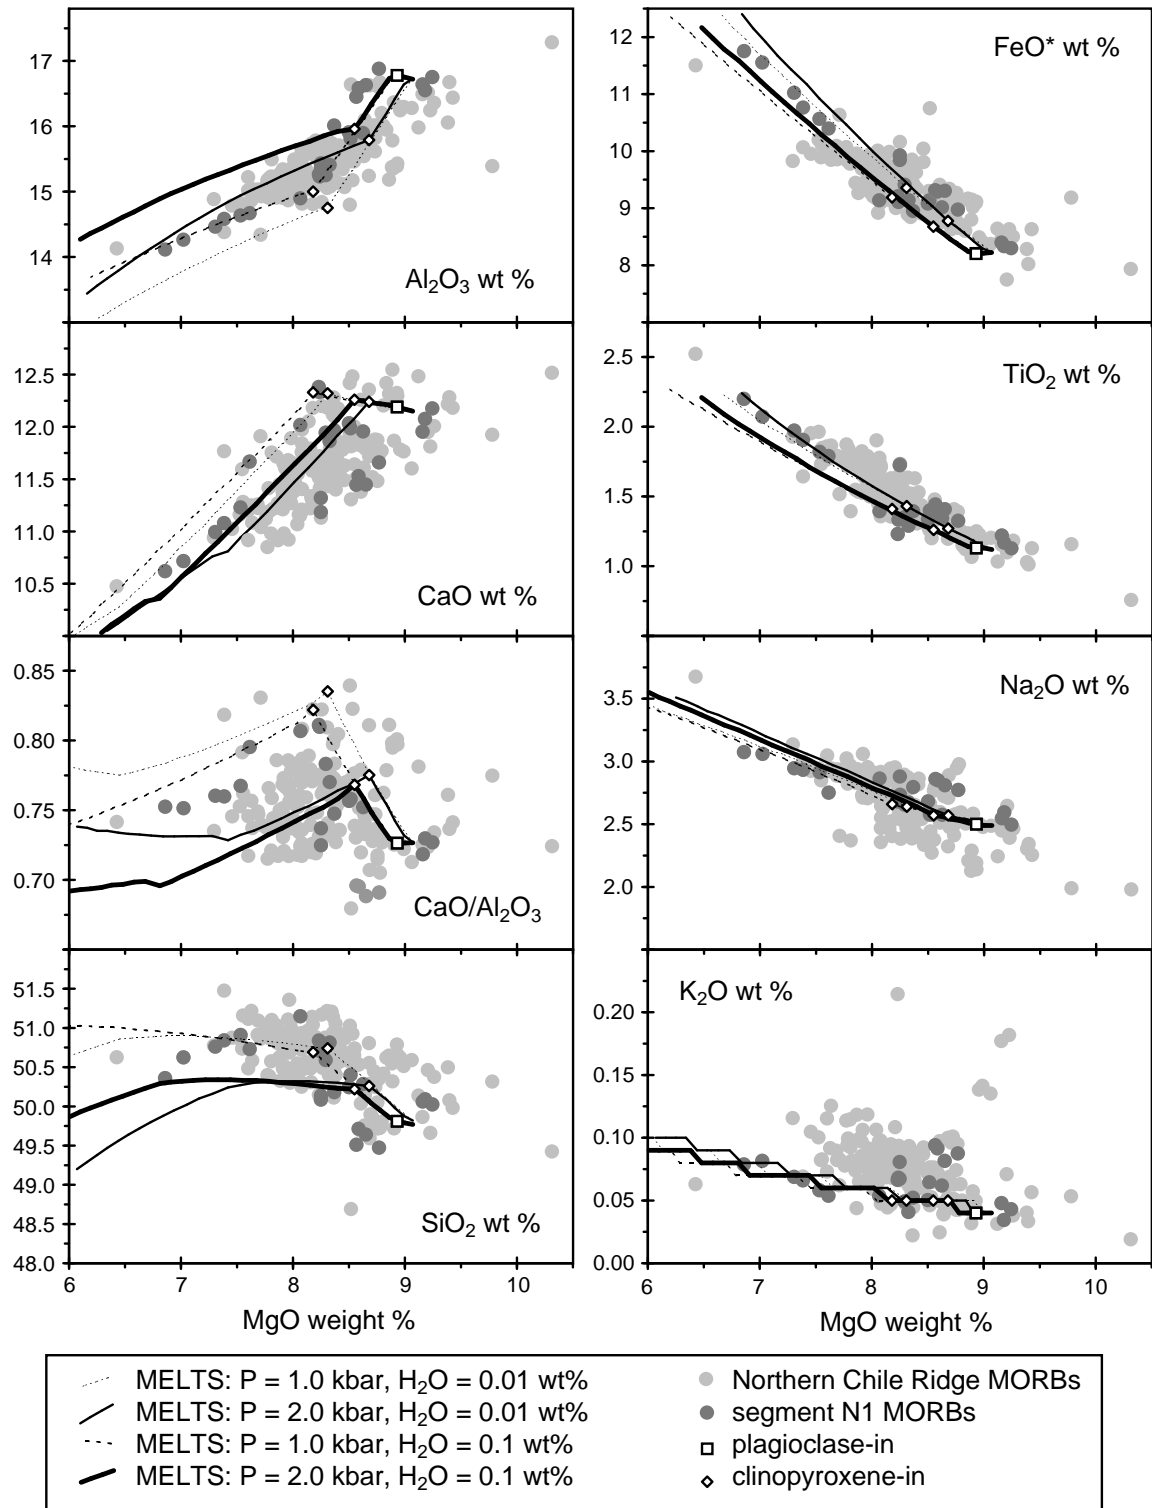 17
16
15
14
Al₂O₃ wt %
12.5
12.0
11.5
11.0
10.5
CaO wt %
0.85
0.80
0.75
0.70
CaO/Al₂O₃
51.5
51.0
50.5
50.0
49.5
49.0
48.5
48.0
SiO₂ wt %
6 7 8 9 10
MgO weight %
12
11
10
9
8
FeO* wt %
2.5
2.0
1.5
1.0
TiO₂ wt %
3.5
3.0
2.5
2.0
Na₂O wt %
K₂O wt %
0.20
0.15
0.10
0.05
0.00
6 7 8 9 10
MgO weight %
MELTS: P = 1.0 kbar, H₂O = 0.01 wt%
MELTS: P = 2.0 kbar, H₂O = 0.01 wt%
MELTS: P = 1.0 kbar, H₂O = 0.1 wt%
MELTS: P = 2.0 kbar, H₂O = 0.1 wt%
Northern Chile Ridge MORBs
segment N1 MORBs
plagioclase-in
clinopyroxene-in